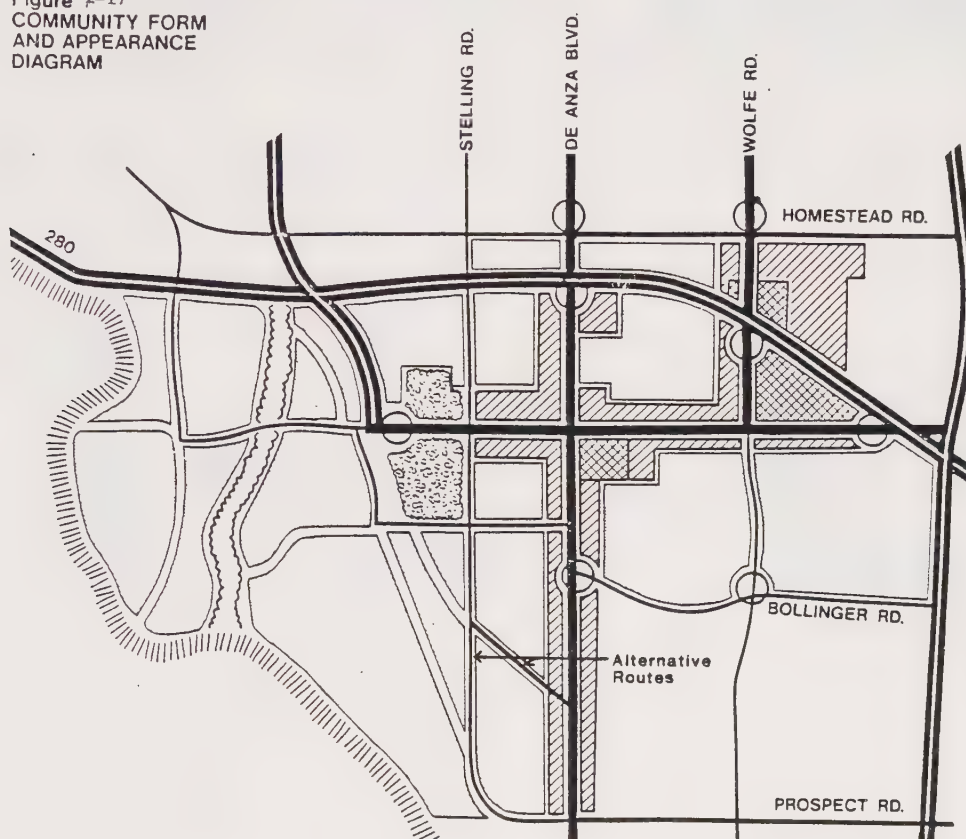 Figure
COMMUNITY FORM
AND APPEARANCE
DIAGRAM
STELLING RD.
DE ANZA BLVD.
WOLFE RD.
HOMESTEAD RD.
280
BOLLINGER RD.
Alternative
Routes
PROSPECT RD.